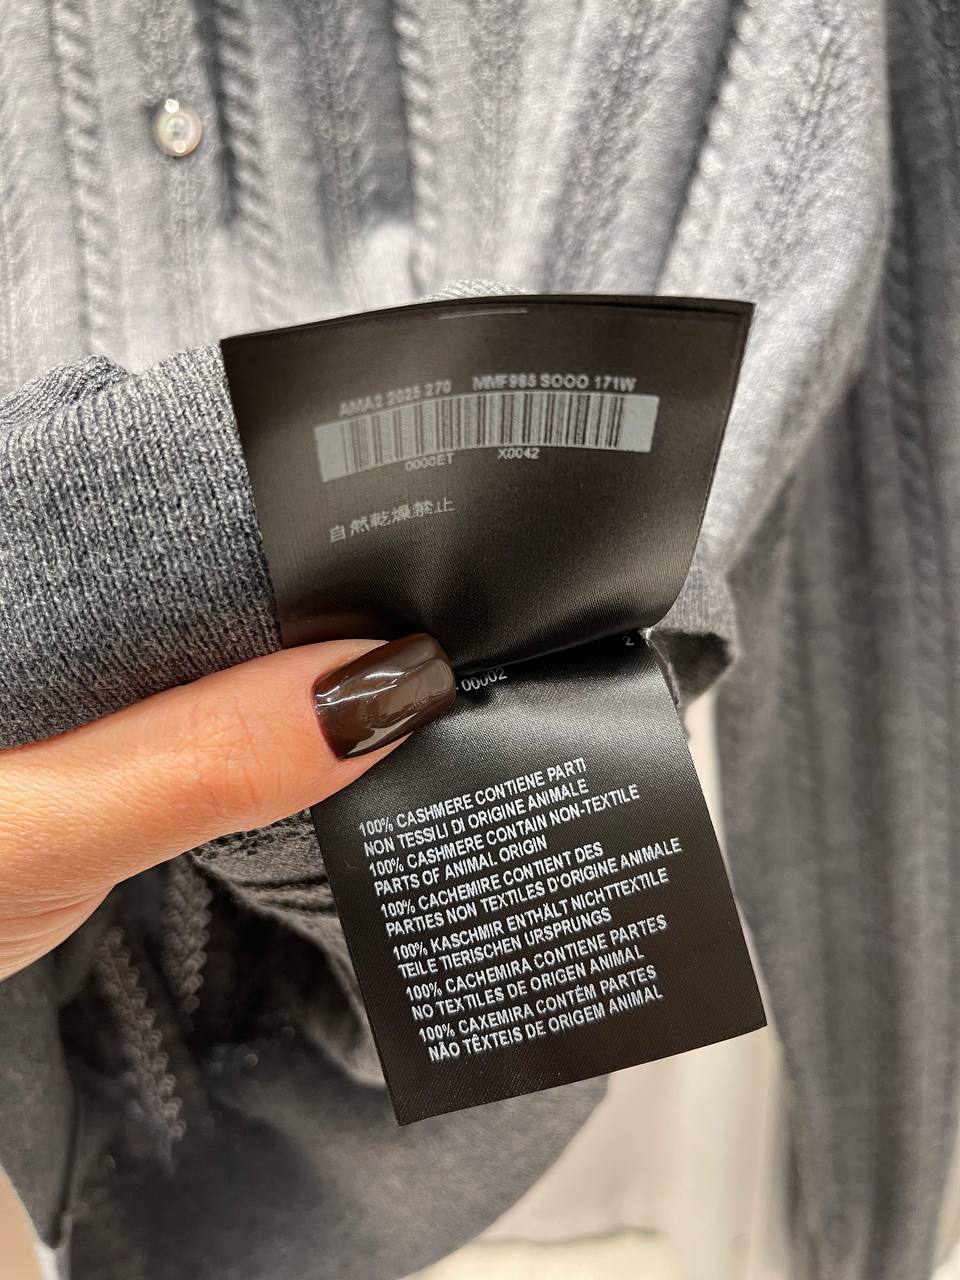 AMA2 2025 270 MMF985 SOOO 171W
0000ET X0042
自然乾燥禁止
00002 2
100% CASHMERE CONTIENE PARTI
NON TESSILI DI ORIGINE ANIMALE
100% CASHMERE CONTAIN NON-TEXTILE
PARTS OF ANIMAL ORIGIN
100% CACHEMIRE CONTIENT DES
PARTIES NON TEXTILES D'ORIGINE ANIMALE
100% KASCHMIR ENTHÄLT NICHTTEXTILE
TEILE TIERISCHEN URSPRUNGS
100% CACHEMIRA CONTIENE PARTES
NO TEXTILES DE ORIGEN ANIMAL
100% CAXEMIRA CONTÉM PARTES
NÃO TÊXTEIS DE ORIGEM ANIMAL